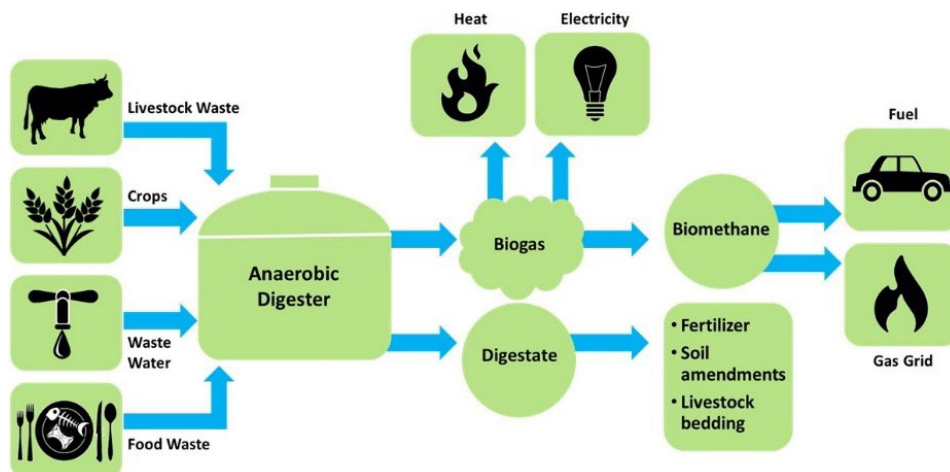 Heat
Electricity
Livestock Waste
Fuel
Crops
Anaerobic
Digester
Biogas
Biomethane
Waste
Water
Digestate
• Fertilizer
• Soil
amendments
• Livestock
bedding
Gas Grid
Food Waste